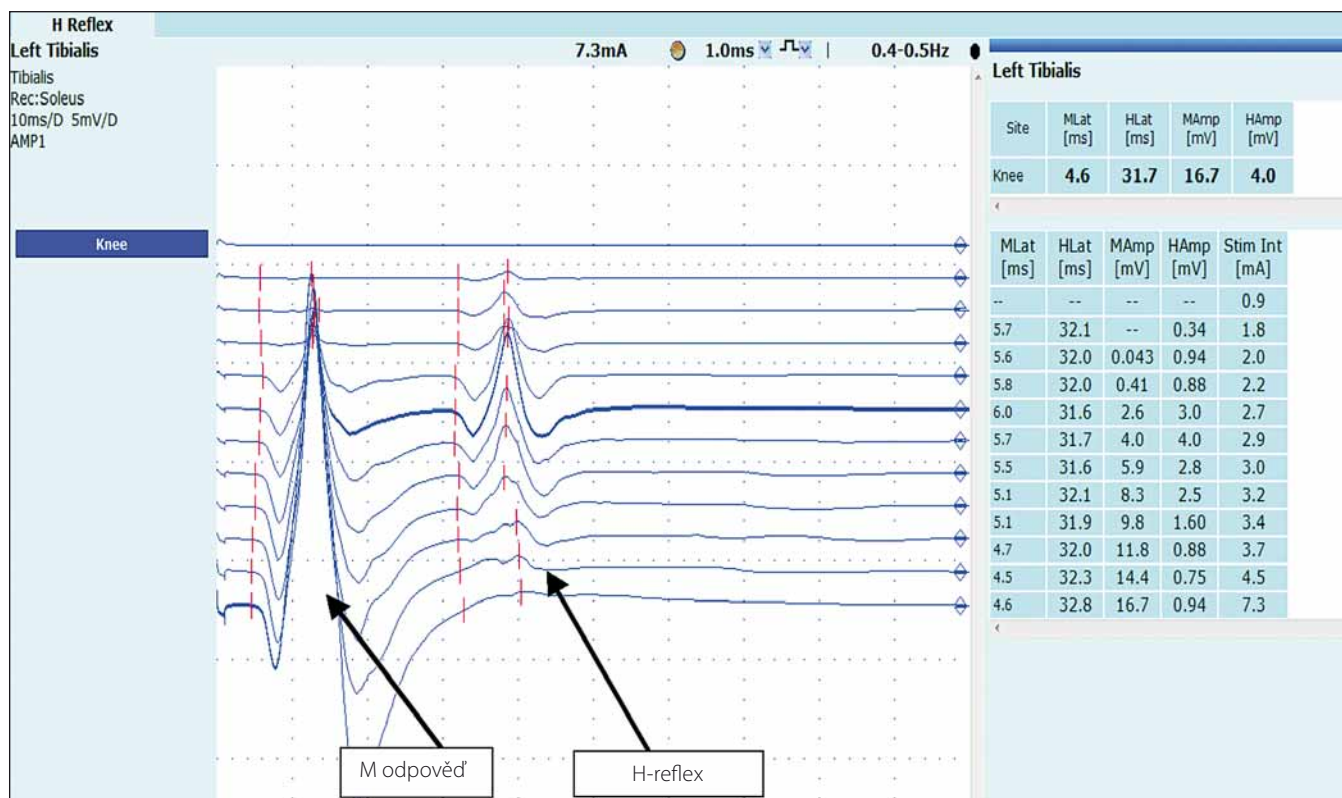 H Reflex
Left Tibialis
7.3mA 1.0ms | 0.4-0.5Hz
Tibialis
Rec:Soleus
10ms/D 5mV/D
AMP1
Knee
M odpověď
H-reflex
Left Tibialis
Site MLat [ms] HLat [ms] MAmp [mV] HAmp [mV]
Knee 4.6 31.7 16.7 4.0
MLat [ms] HLat [ms] MAmp [mV] HAmp [mV] Stim Int [mA]
-- -- -- -- 0.9
5.7 32.1 -- 0.34 1.8
5.6 32.0 0.043 0.94 2.0
5.8 32.0 0.41 0.88 2.2
6.0 31.6 2.6 3.0 2.7
5.7 31.7 4.0 4.0 2.9
5.5 31.6 5.9 2.8 3.0
5.1 32.1 8.3 2.5 3.2
5.1 31.9 9.8 1.60 3.4
4.7 32.0 11.8 0.88 3.7
4.5 32.3 14.4 0.75 4.5
4.6 32.8 16.7 0.94 7.3